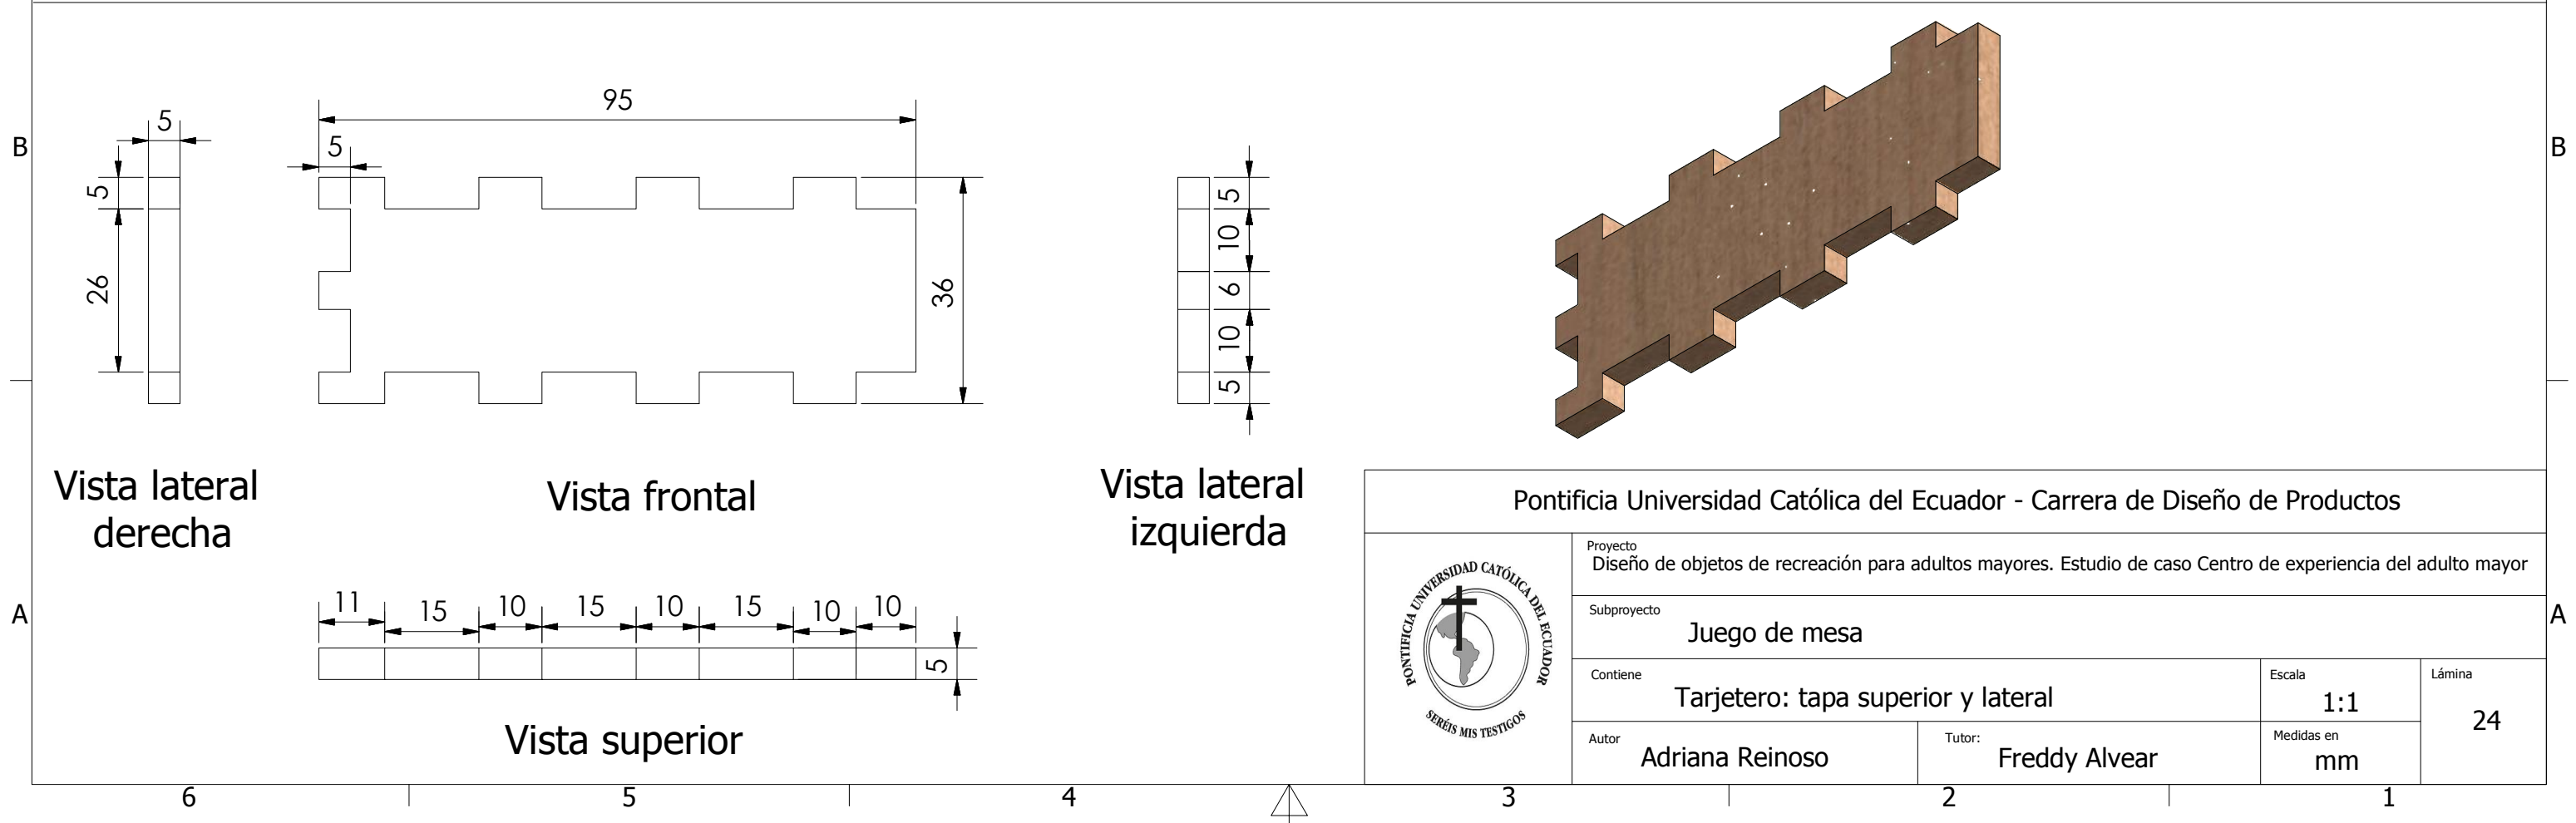 95
5
5
5
26
36
5
10
6
10
5
B
B
Vista lateral
derecha
Vista frontal
Vista lateral
izquierda
11
15
10
15
10
15
10
10
5
Vista superior
A
A
Pontificia Universidad Católica del Ecuador - Carrera de Diseño de Productos
PONTIFICIA UNIVERSIDAD CATÓLICA DEL ECUADOR
SERÉIS MIS TESTIGOS
Proyecto
Diseño de objetos de recreación para adultos mayores. Estudio de caso Centro de experiencia del adulto mayor
Subproyecto
Juego de mesa
Contiene
Tarjetero: tapa superior y lateral
Escala
1:1
Lámina
24
Autor
Adriana Reinoso
Tutor:
Freddy Alvear
Medidas en
mm
6
5
4
3
2
1